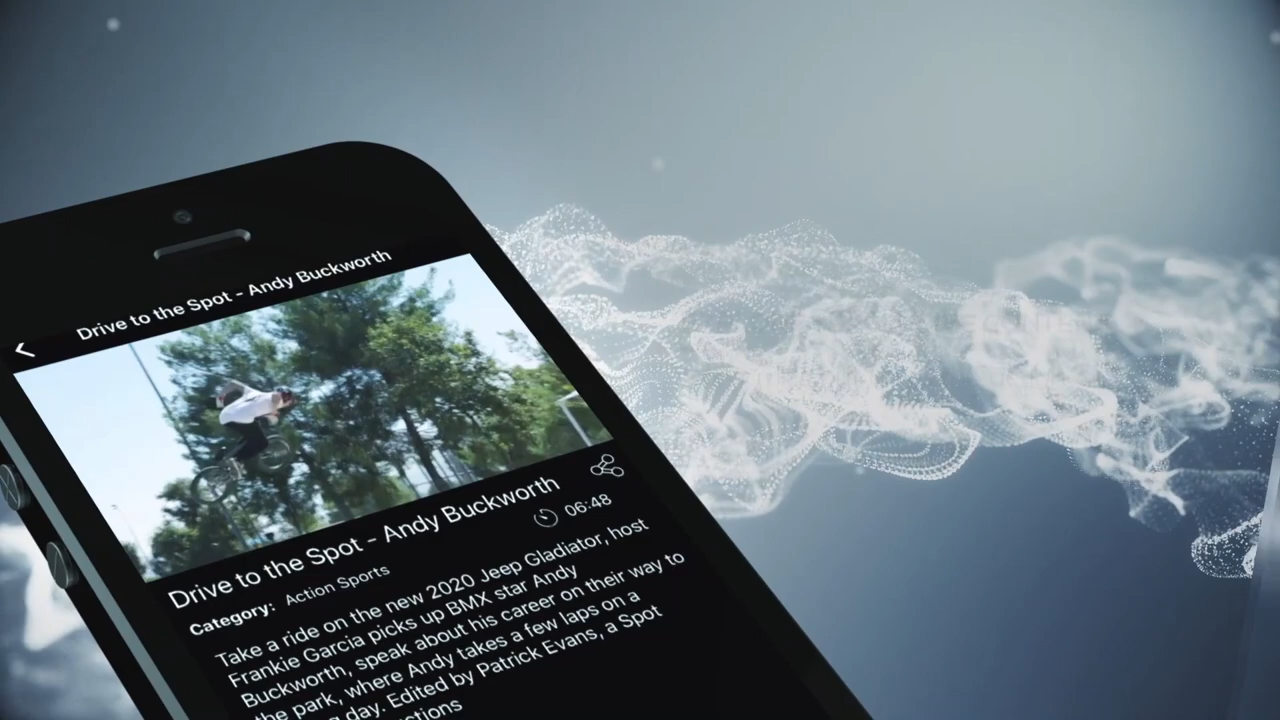 Drive to the Spot - Andy Buckworth
Drive to the Spot - Andy Buckworth
06:48
Category: Action Sports
Take a ride on the new 2020 Jeep Gladiator, host
Frankie Garcia picks up BMX star Andy
Buckworth, speak about his career on their way to
the park, where Andy takes a few laps on a
day. Edited by Patrick Evans, a Spot